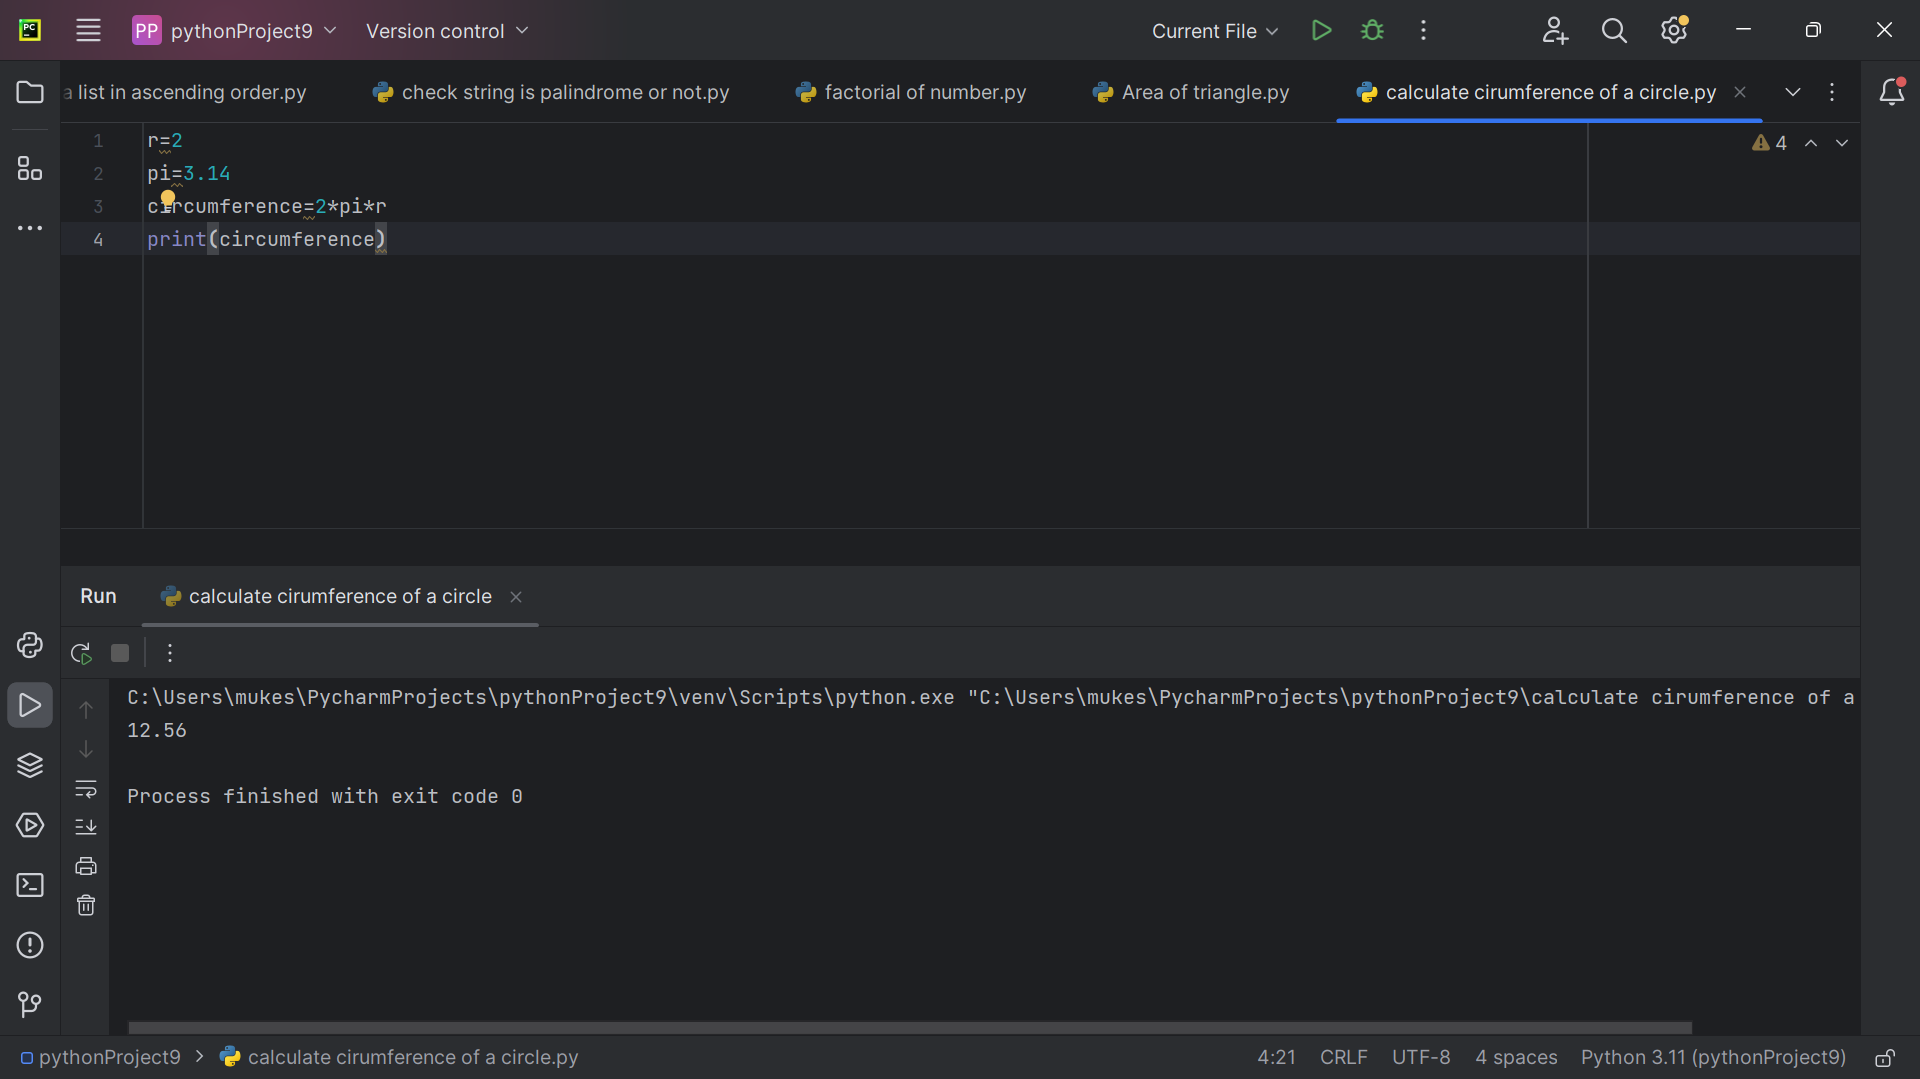 PC
PP pythonProject9 Version control Current File
a list in ascending order.py check string is palindrome or not.py factorial of number.py Area of triangle.py calculate cirumference of a circle.py
4
1 r=2
2 pi=3.14
3 circumference=2*pi*r
4 print(circumference)
Run calculate cirumference of a circle
C:\Users\mukes\PycharmProjects\pythonProject9\venv\Scripts\python.exe "C:\Users\mukes\PycharmProjects\pythonProject9\calculate cirumference of a
12.56
Process finished with exit code 0
pythonProject9 > calculate cirumference of a circle.py 4:21 CRLF UTF-8 4 spaces Python 3.11 (pythonProject9)